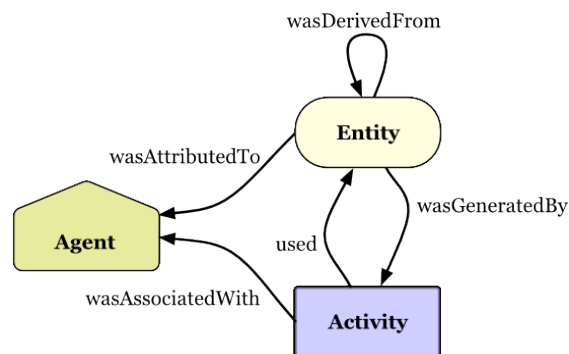 wasDerivedFrom
Entity
wasAttributedTo
wasGeneratedBy
Agent
used
wasAssociatedWith
Activity